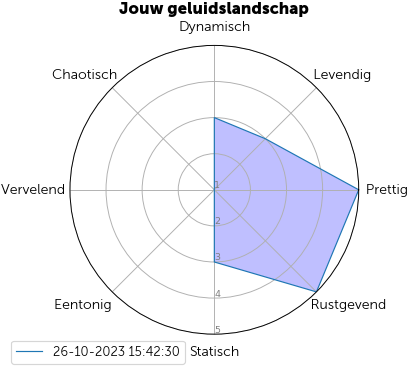 Jouw geluidslandschap
Dynamisch
Chaotisch
Levendig
Vervelend
1
Prettig
2
3
4
Eentonig
Rustgevend
5
26-10-2023 15:42:30
Statisch